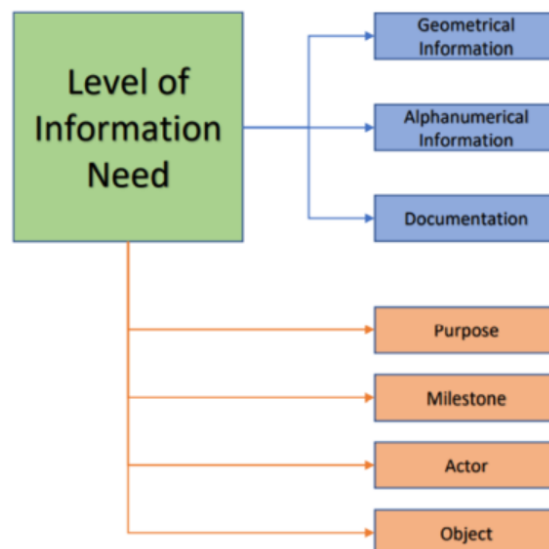 Level of
Information
Need
Geometrical
Information
Alphanumerical
Information
Documentation
Purpose
Milestone
Actor
Object